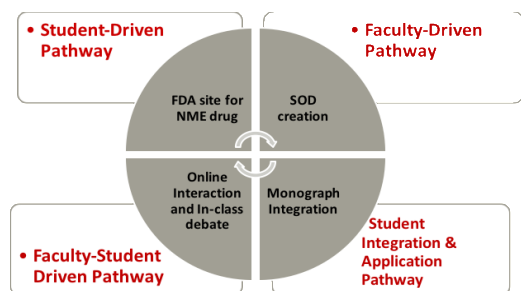 • Student-Driven
Pathway
• Faculty-Driven
Pathway
FDA site for
NME drug
SOD
creation
Online
Interaction
and In-class
debate
Monograph
Integration
• Faculty-Student
Driven Pathway
• Student
Integration &
Application
Pathway